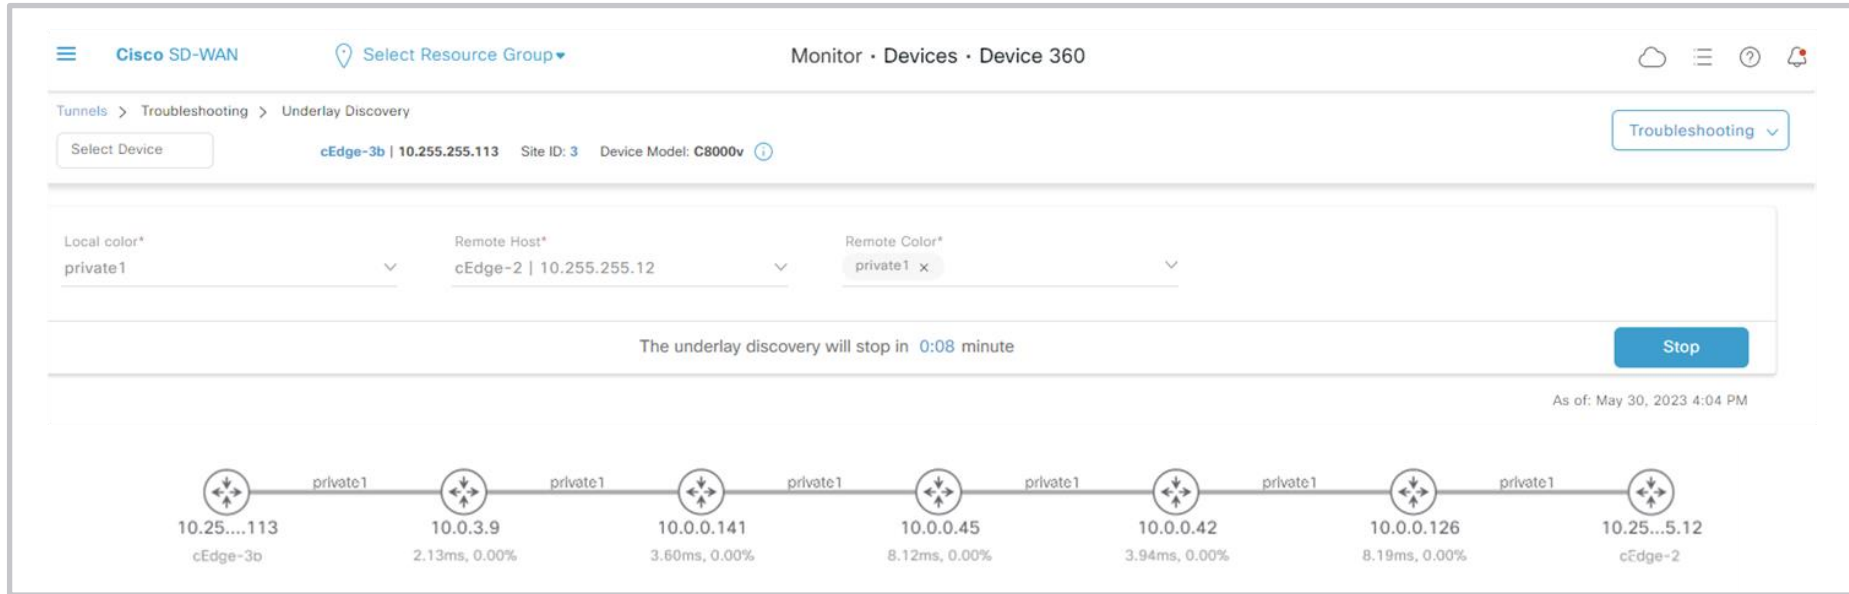 Cisco SD-WAN
Select Resource Group
Monitor · Devices · Device 360
Tunnels > Troubleshooting > Underlay Discovery
Troubleshooting
Select Device
cEdge-3b | 10.255.255.113 Site ID: 3 Device Model: C8000v
Local color*
Remote Host*
Remote Color*
private1
cEdge-2 | 10.255.255.12
private1 ×
The underlay discovery will stop in 0:08 minute
Stop
As of: May 30, 2023 4:04 PM
private1 private1 private1 private1 private1 private1
10.25....113 10.0.3.9 10.0.0.141 10.0.0.45 10.0.0.42 10.0.0.126 10.25...5.12
cEdge-3b 2.13ms, 0.00% 3.60ms, 0.00% 8.12ms, 0.00% 3.94ms, 0.00% 8.19ms, 0.00% cEdge-2